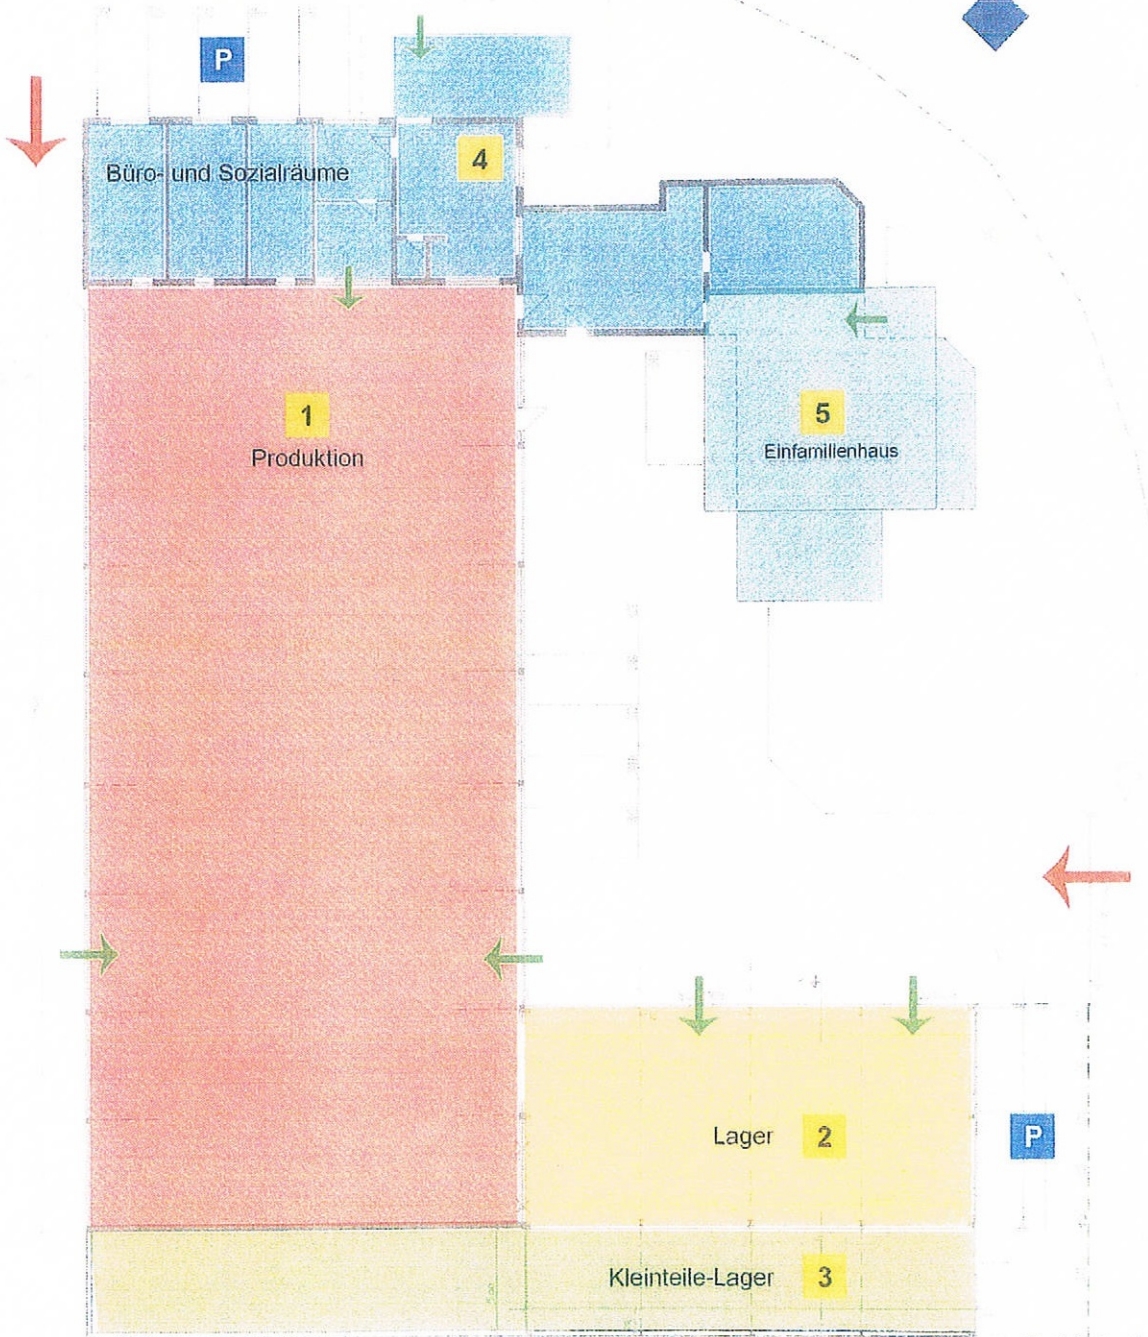 P
Büro- und Sozialräume
4
1
Produktion
5
Einfamilienhaus
Lager 2
P
Kleinteile-Lager 3